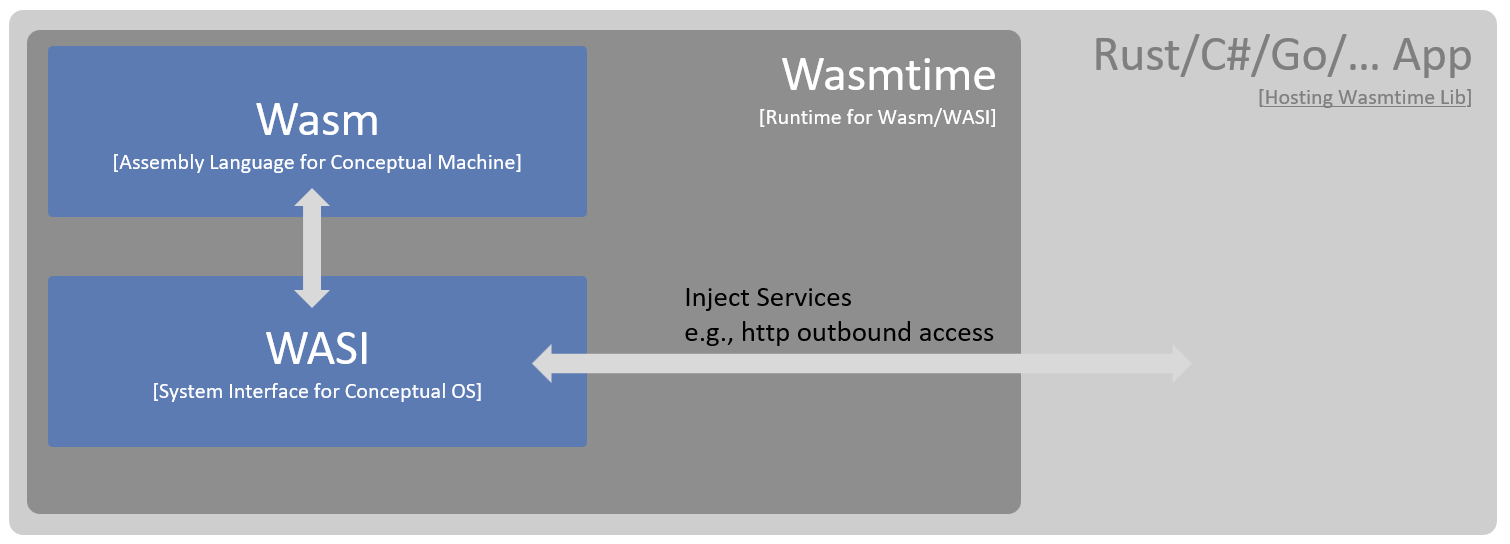 Wasm
[Assembly Language for Conceptual Machine]
WASI
[System Interface for Conceptual OS]
Wasmtime
[Runtime for Wasm/WASI]
Inject Services
e.g., http outbound access
Rust/C#/Go/... App
[Hosting Wasmtime Lib]